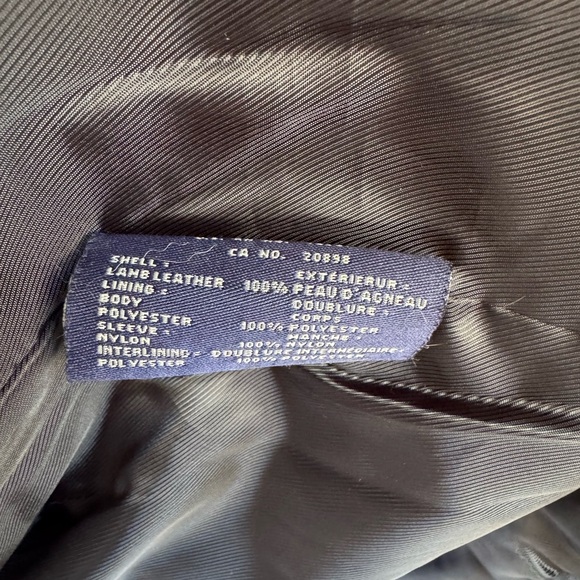 CA NO. 20898
SHELL: EXTÉRIEUR:
LAMB LEATHER 100% PEAU D'AGNEAU
LINING: DOUBLURE:
BODY CORPS
POLYESTER 100% POLYESTER
SLEEVE: MANCHE:
NYLON 100% NYLON
INTERLINING: DOUBLURE INTERMEDIAIRE:
POLYESTER 100% POLYESTER